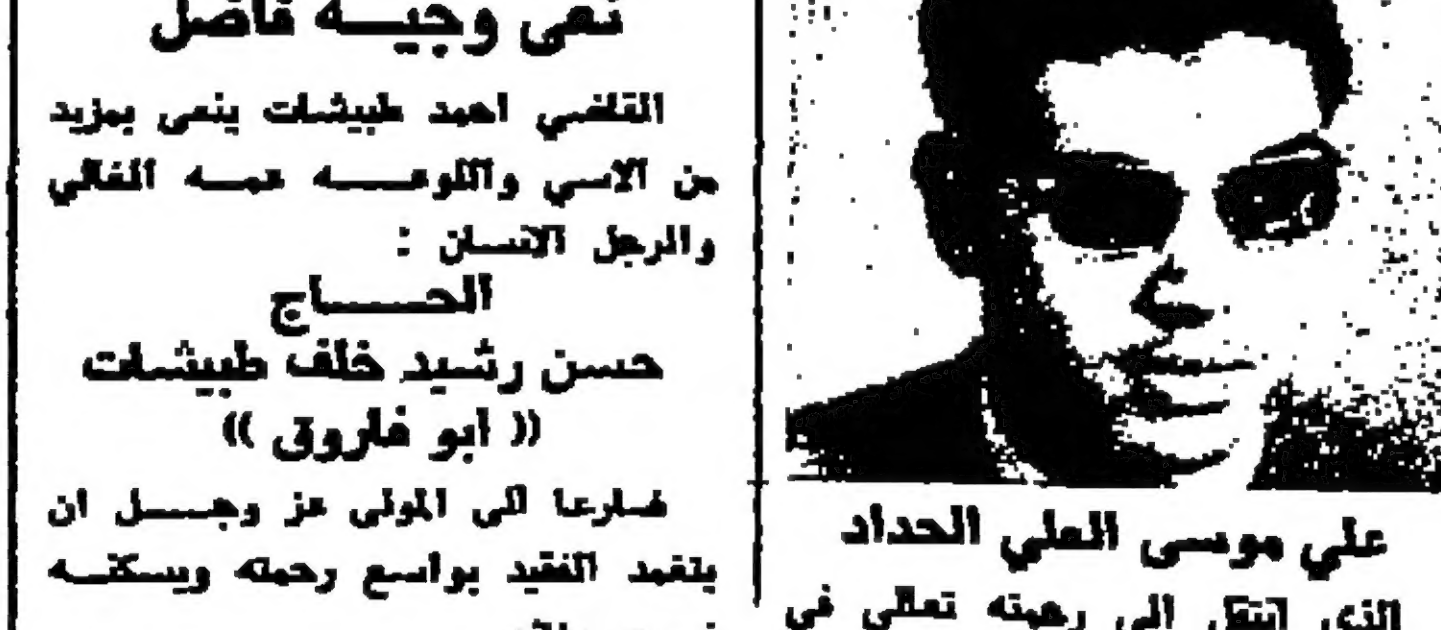 نعي وجيه فاضل
القاضي احمد طبيشات ينعى بمزيد
من الاسي واللوعه عمه الغالي
والرجل الانسان :
الحاج
حسن رشيد خلف طبيشات
(( ابو فاروق ))
ضارعا الى المولى عز وجل ان
يتغمد الفقيد بواسع رحمته ويسكنه
علي موسى العلي الحداد
الذي انتقل الى رحمته تعالى في